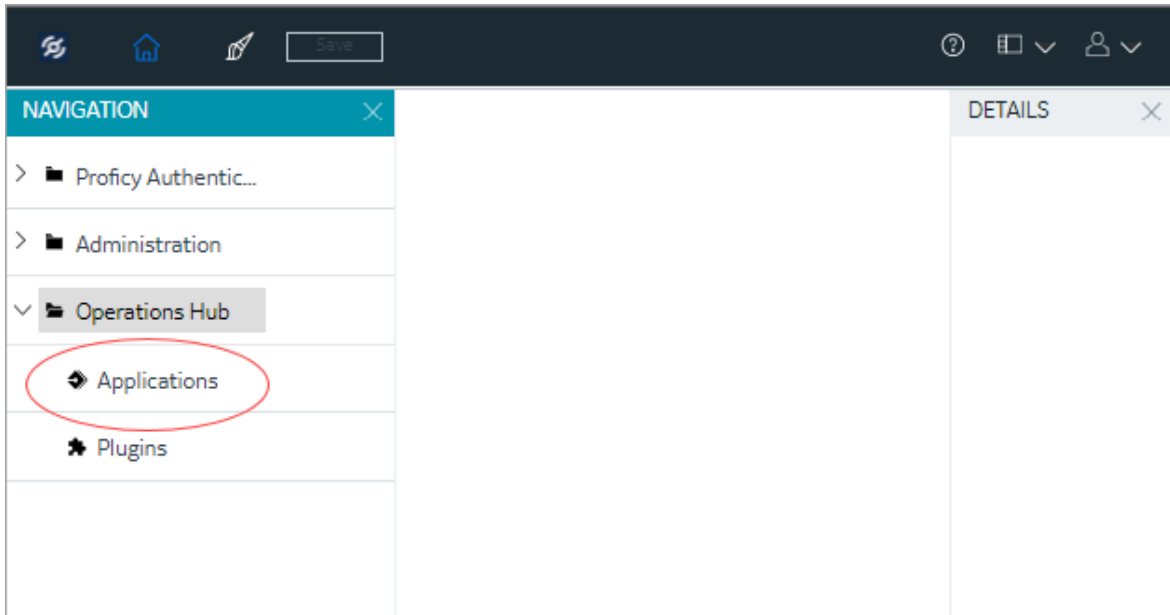 Save
NAVIGATION
DETAILS
Proficy Authentic...
Administration
Operations Hub
Applications
Plugins